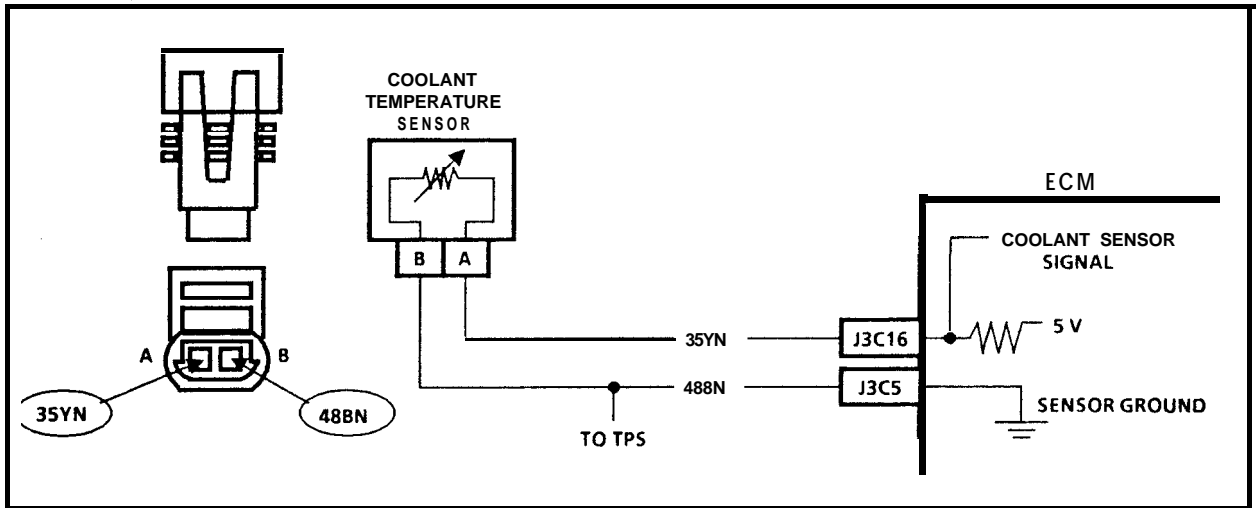 COOLANT
TEMPERATURE
SENSOR
B A
ECM
COOLANT SENSOR
SIGNAL
35YN
J3C16
5 V
A B
488N
J3C5
35YN
48BN
TO TPS
SENSOR GROUND